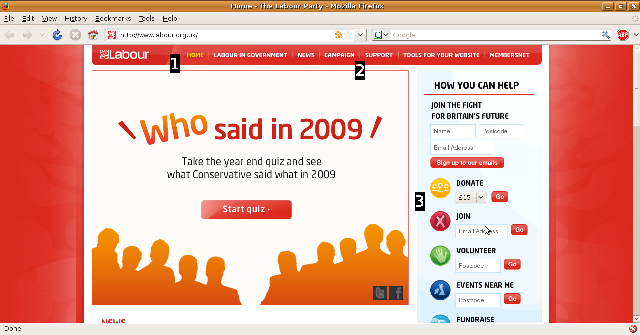 Home - The Labour Party - Mozilla Firefox
File Edit View History Bookmarks Tools Help
http://www.labour.org.uk/
Google
ABP
Labour
HOME LABOUR IN GOVERNMENT NEWS CAMPAIGN SUPPORT TOOLS FOR YOUR WEBSITE MEMBERSNET
1
2
Who said in 2009
Take the year end quiz and see
what Conservative said what in 2009
Start quiz
NEWS
HOW YOU CAN HELP
JOIN THE FIGHT
FOR BRITAIN'S FUTURE
Name Postcode
Email Address
Sign up to our emails
3
£££
DONATE
£15 Go
JOIN
Email Address Go
VOLUNTEER
Postcode Go
EVENTS NEAR ME
Postcode Go
FUNDRAISE
Done